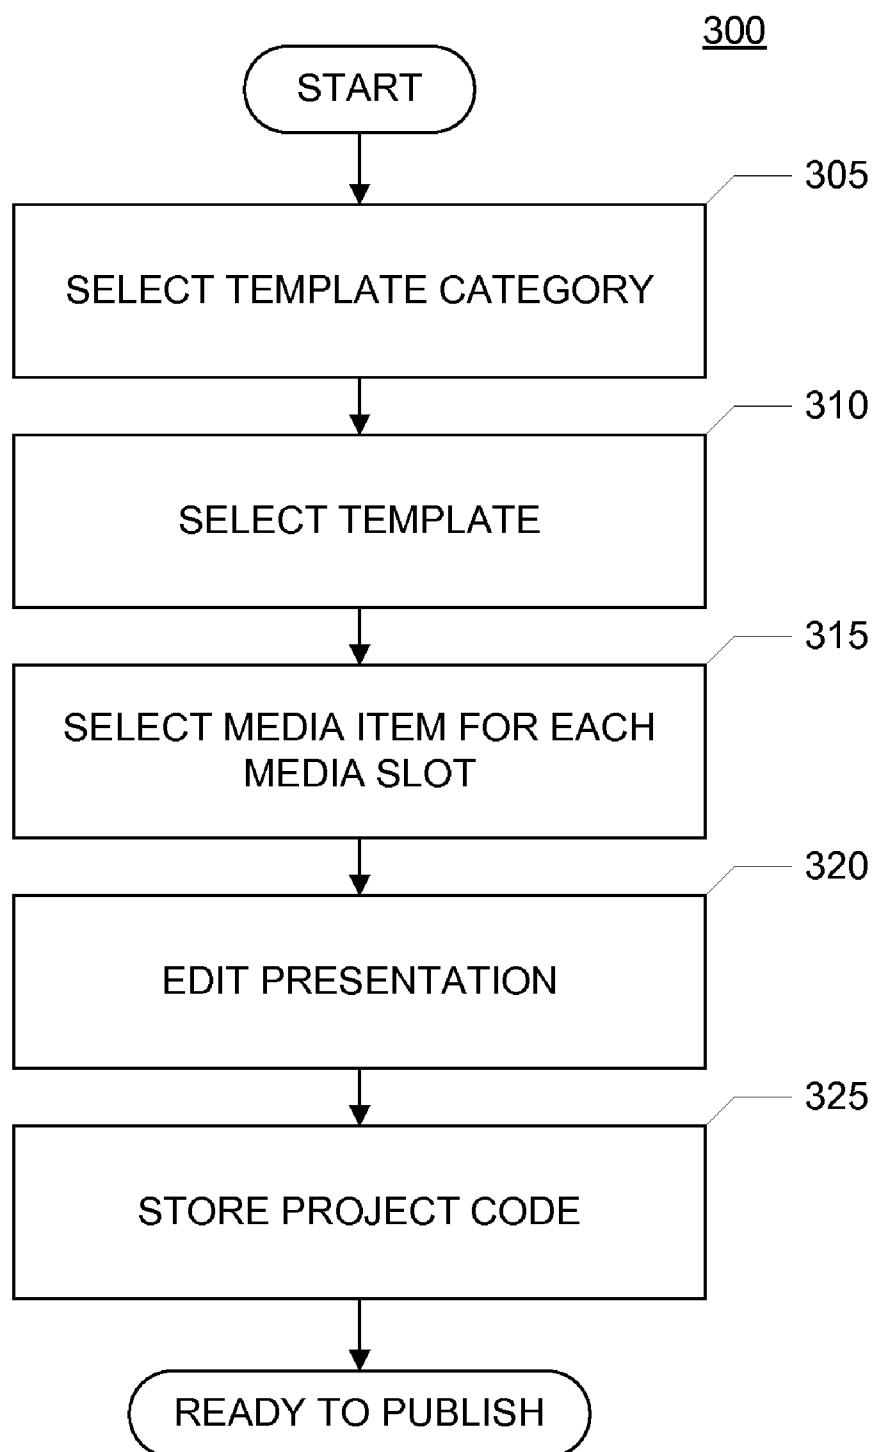 300
START
305
SELECT TEMPLATE CATEGORY
310
SELECT TEMPLATE
315
SELECT MEDIA ITEM FOR EACH
MEDIA SLOT
320
EDIT PRESENTATION
325
STORE PROJECT CODE
READY TO PUBLISH